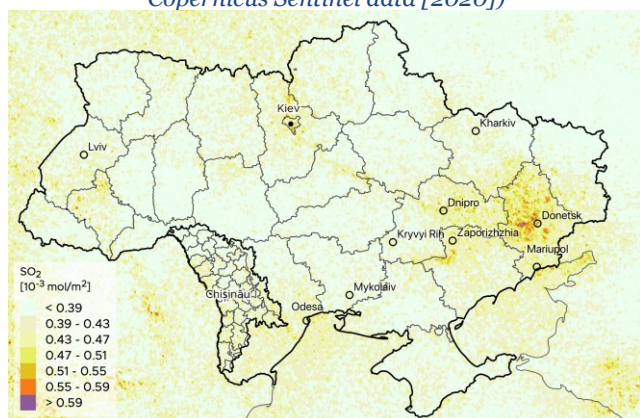 Copernicus Sentinel data [2020])
Kiev
Lviv
Kharkiv
Dnipro
Donetsk
Kryvyi Rih
Zaporizhzhia
Mariupol
Chișinău
Mykolaiv
Odesa
SO₂
[10⁻³ mol/m²]
< 0.39
0.39 - 0.43
0.43 - 0.47
0.47 - 0.51
0.51 - 0.55
0.55 - 0.59
> 0.59